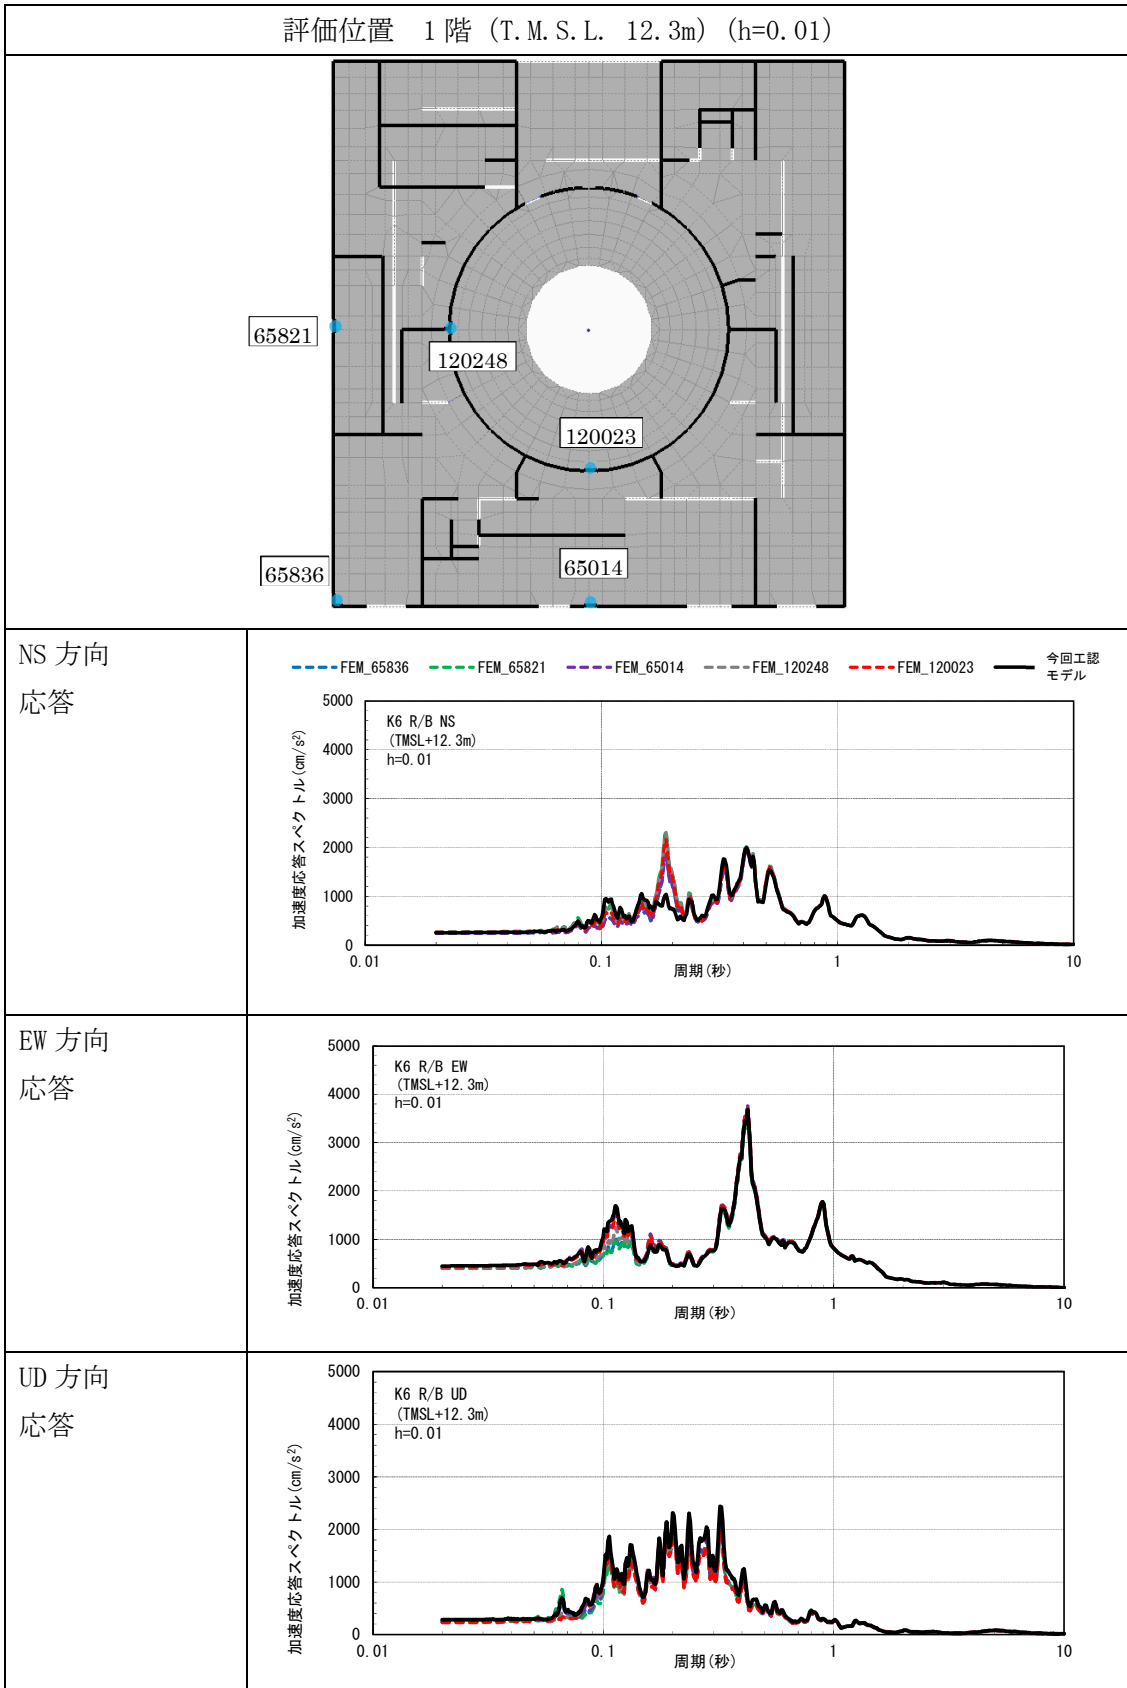 評価位置　1階 (T.M.S.L. 12.3m) (h=0.01)
65821
120248
120023
65836
65014
NS 方向
応答
FEM_65836 FEM_65821 FEM_65014 FEM_120248 FEM_120023 今回工認
モデル
加速度応答スペクトル(cm/s²)
5000
4000
3000
2000
1000
0
K6 R/B NS
(TMSL+12.3m)
h=0.01
0.01 0.1 1 10
周期(秒)
EW 方向
応答
加速度応答スペクトル(cm/s²)
5000
4000
3000
2000
1000
0
K6 R/B EW
(TMSL+12.3m)
h=0.01
0.01 0.1 1 10
周期(秒)
UD 方向
応答
加速度応答スペクトル(cm/s²)
5000
4000
3000
2000
1000
0
K6 R/B UD
(TMSL+12.3m)
h=0.01
0.01 0.1 1 10
周期(秒)